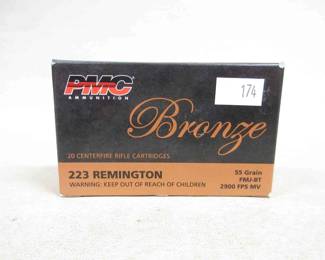 PMC
AMMUNITION
174
Bronze
20 CENTERFIRE RIFLE CARTRIDGES
223 REMINGTON
WARNING: KEEP OUT OF REACH OF CHILDREN
55 Grain
FMJ-BT
2900 FPS MV